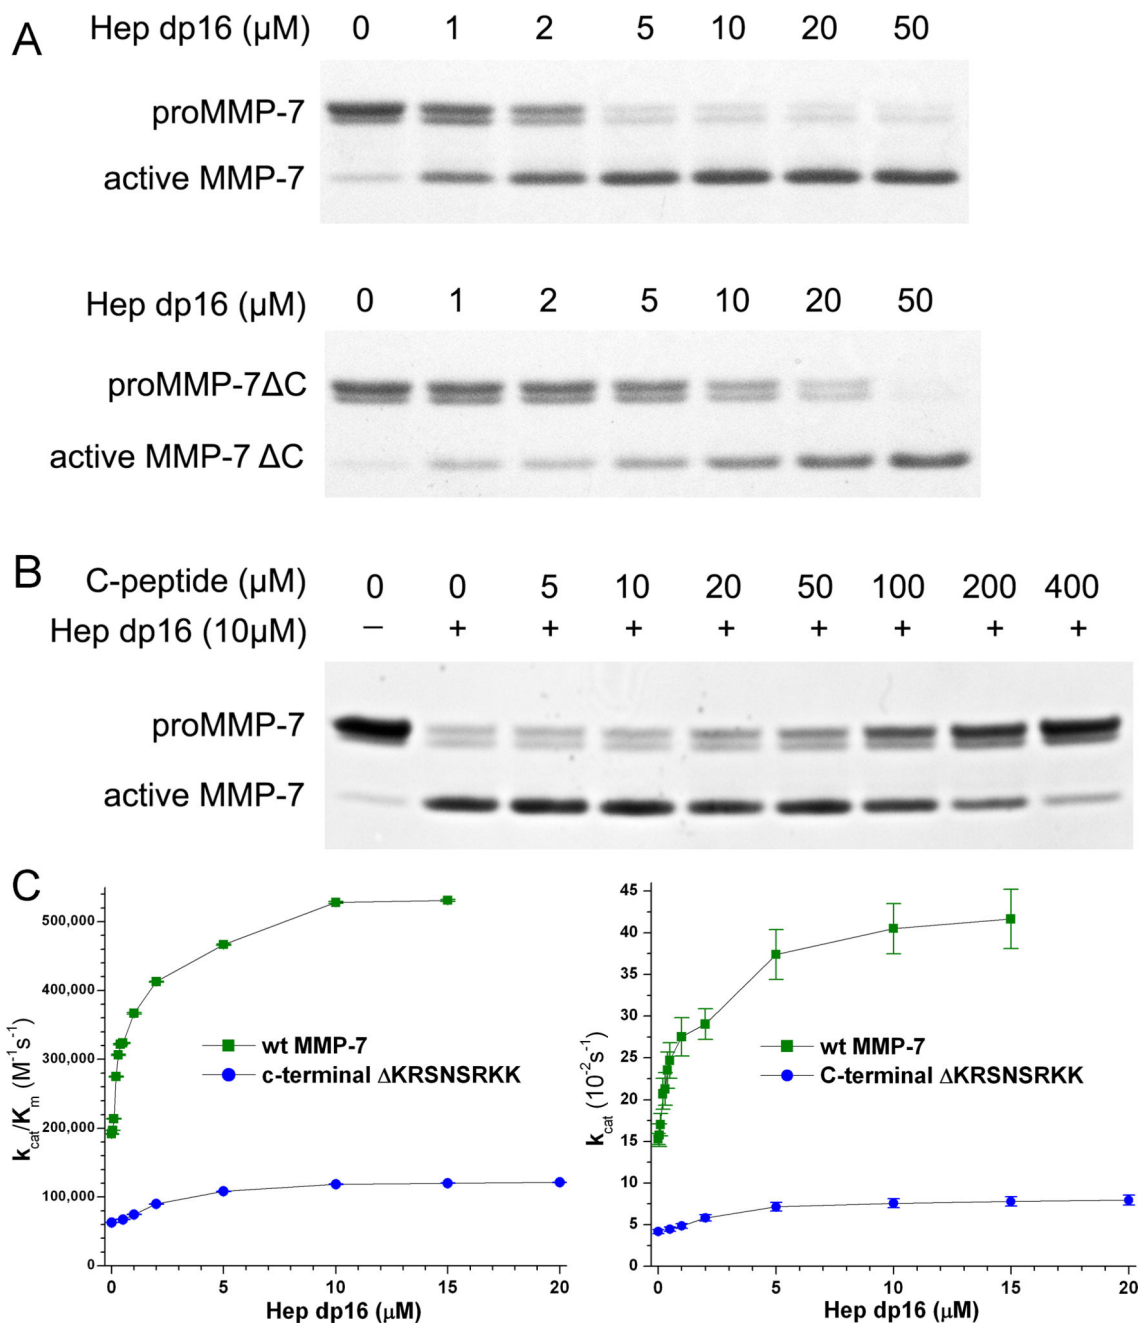 A
Hep dp16 (µM) 0 1 2 5 10 20 50
proMMP-7
active MMP-7
Hep dp16 (µM) 0 1 2 5 10 20 50
proMMP-7ΔC
active MMP-7 ΔC
B
C-peptide (µM) 0 0 5 10 20 50 100 200 400
Hep dp16 (10µM) – + + + + + + + +
proMMP-7
active MMP-7
C
kcat/Km (M⁻¹s⁻¹)
500,000
400,000
300,000
200,000
100,000
0
wt MMP-7
c-terminal ΔKRSNSRKK
0 5 10 15 20
Hep dp16 (µM)
kcat (10⁻²s⁻¹)
45
40
35
30
25
20
15
10
5
0
wt MMP-7
C-terminal ΔKRSNSRKK
0 5 10 15 20
Hep dp16 (µM)